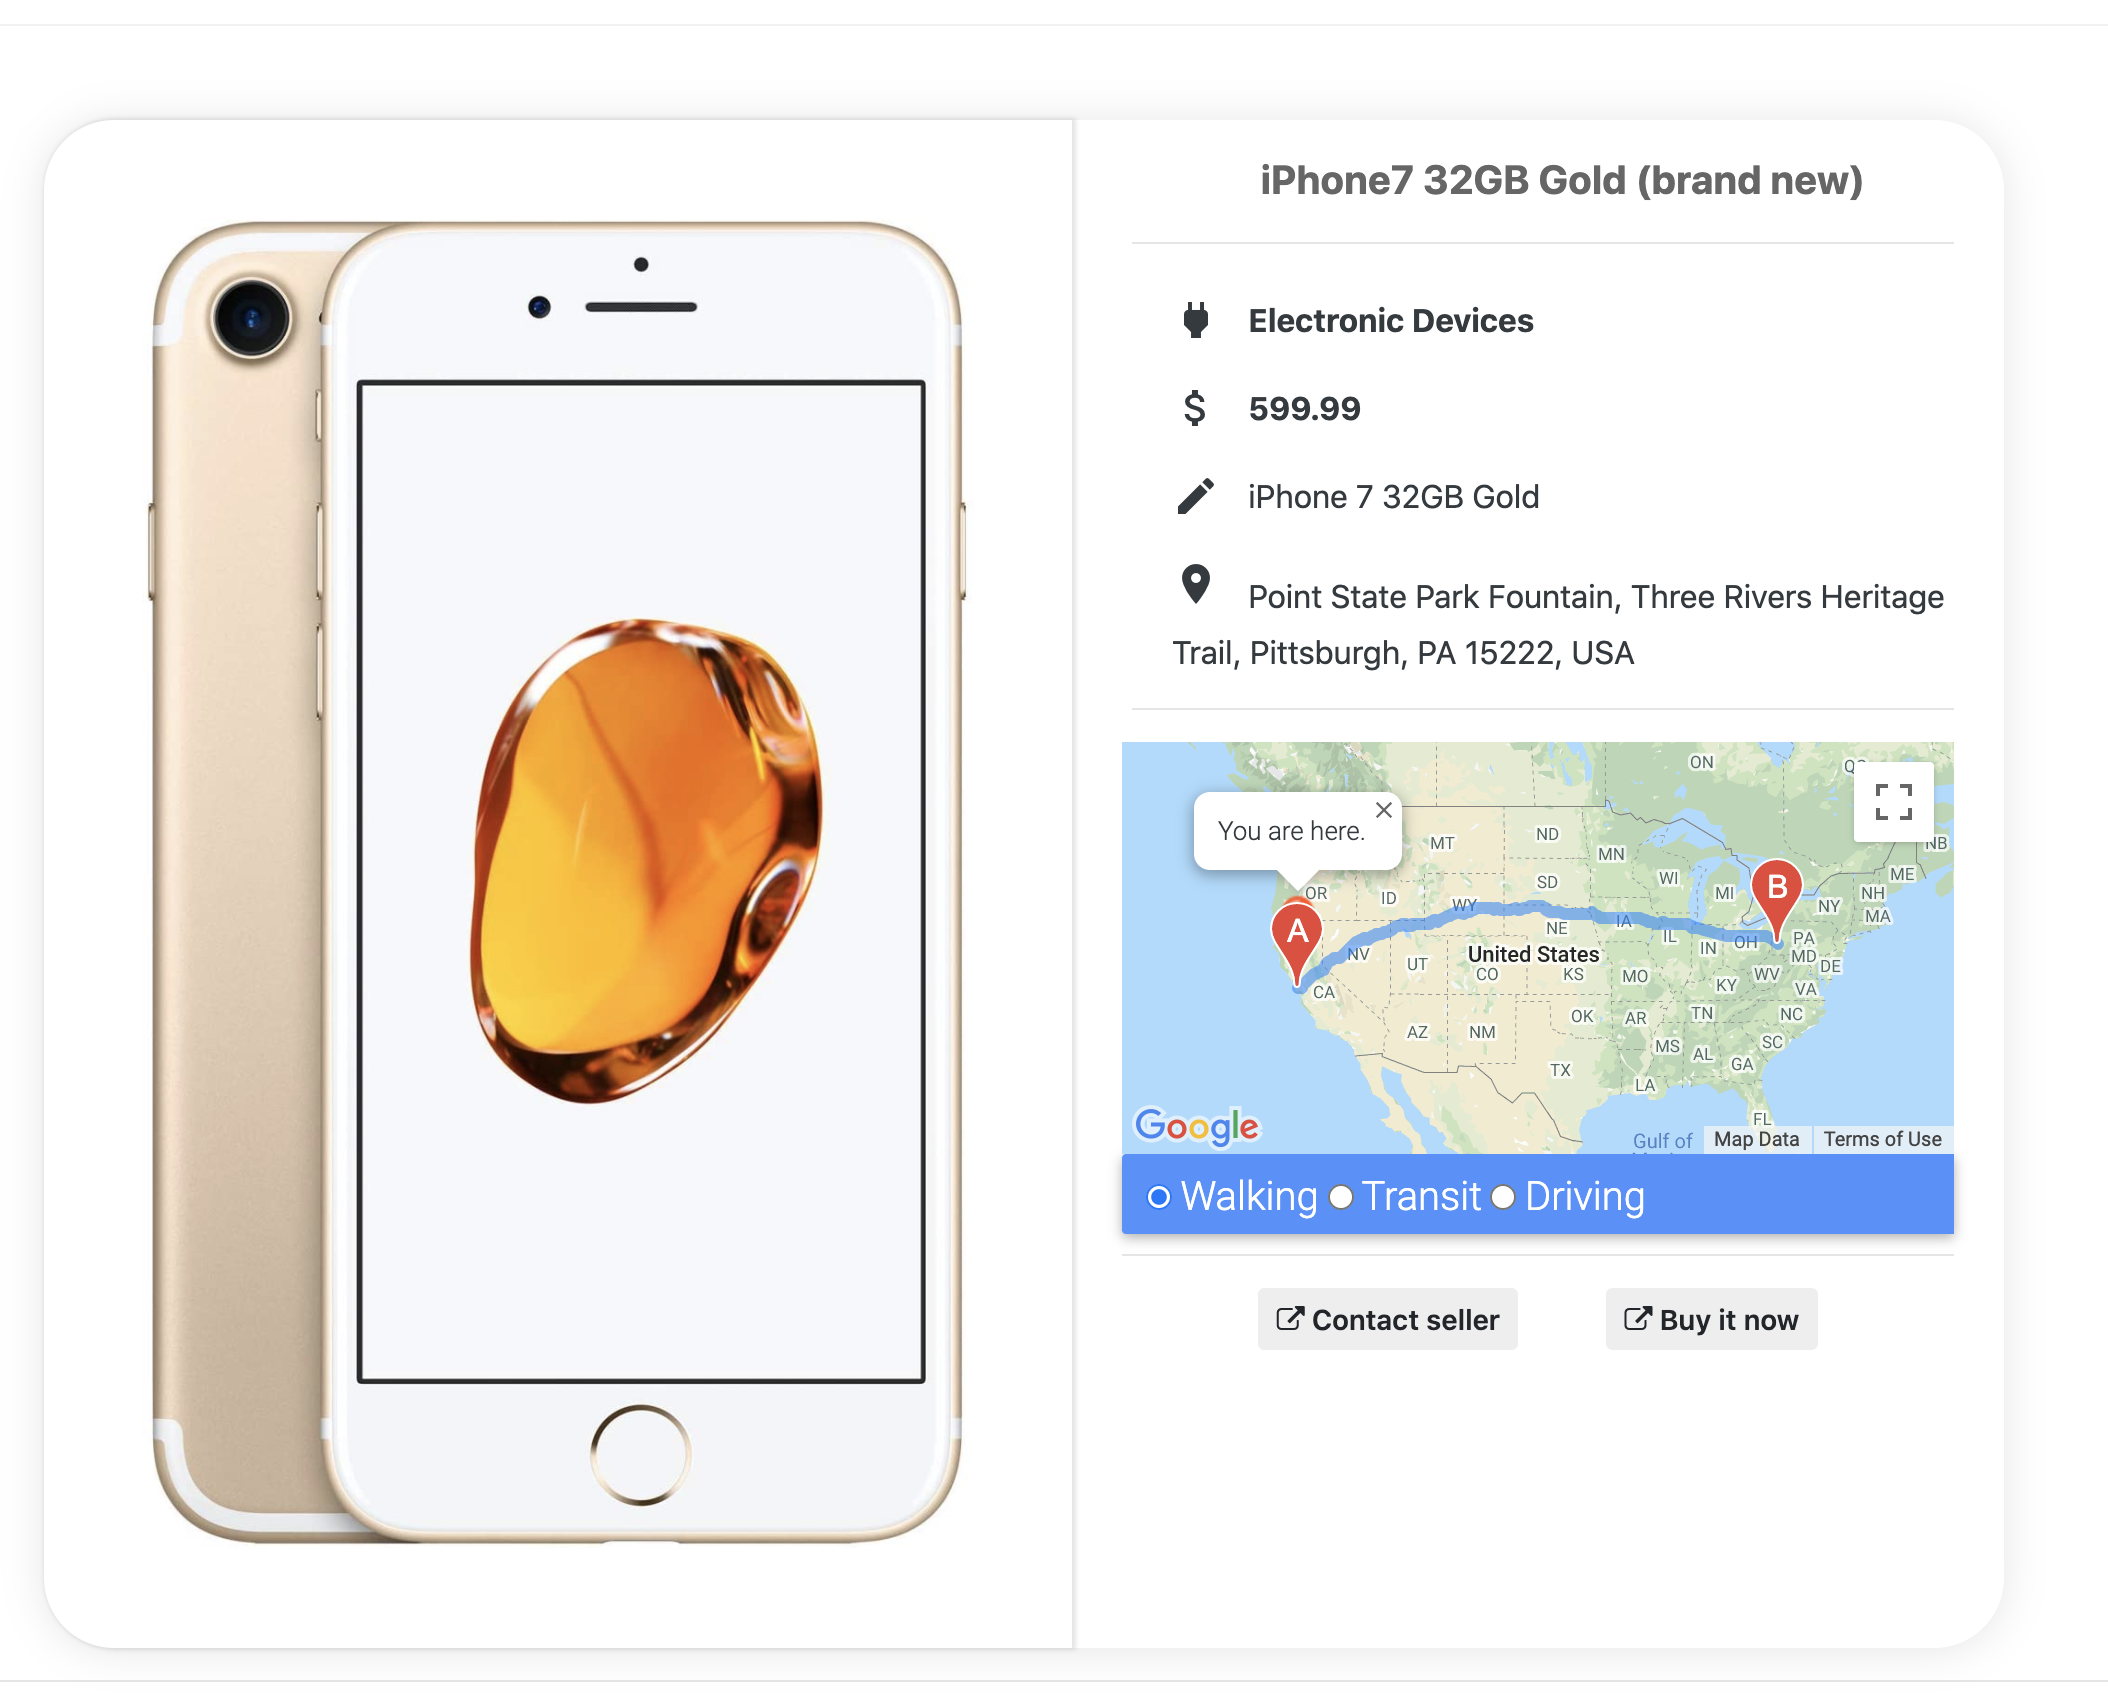 iPhone7 32GB Gold (brand new)
Electronic Devices
$ 599.99
iPhone 7 32GB Gold
Point State Park Fountain, Three Rivers Heritage
Trail, Pittsburgh, PA 15222, USA
ON
You are here.
MT
ND
MN
NB
OR
ID
SD
WI
MI
B
ME
NH
NY
MA
WY
A
NE
IA
IL
IN
OH
PA
NV
United States
MD
DE
UT
CO
KS
MO
KY
WV
VA
CA
OK
AR
TN
NC
AZ
NM
MS
AL
SC
GA
TX
LA
FL
Google
Gulf of
Map Data
Terms of Use
Walking Transit Driving
Contact seller
Buy it now